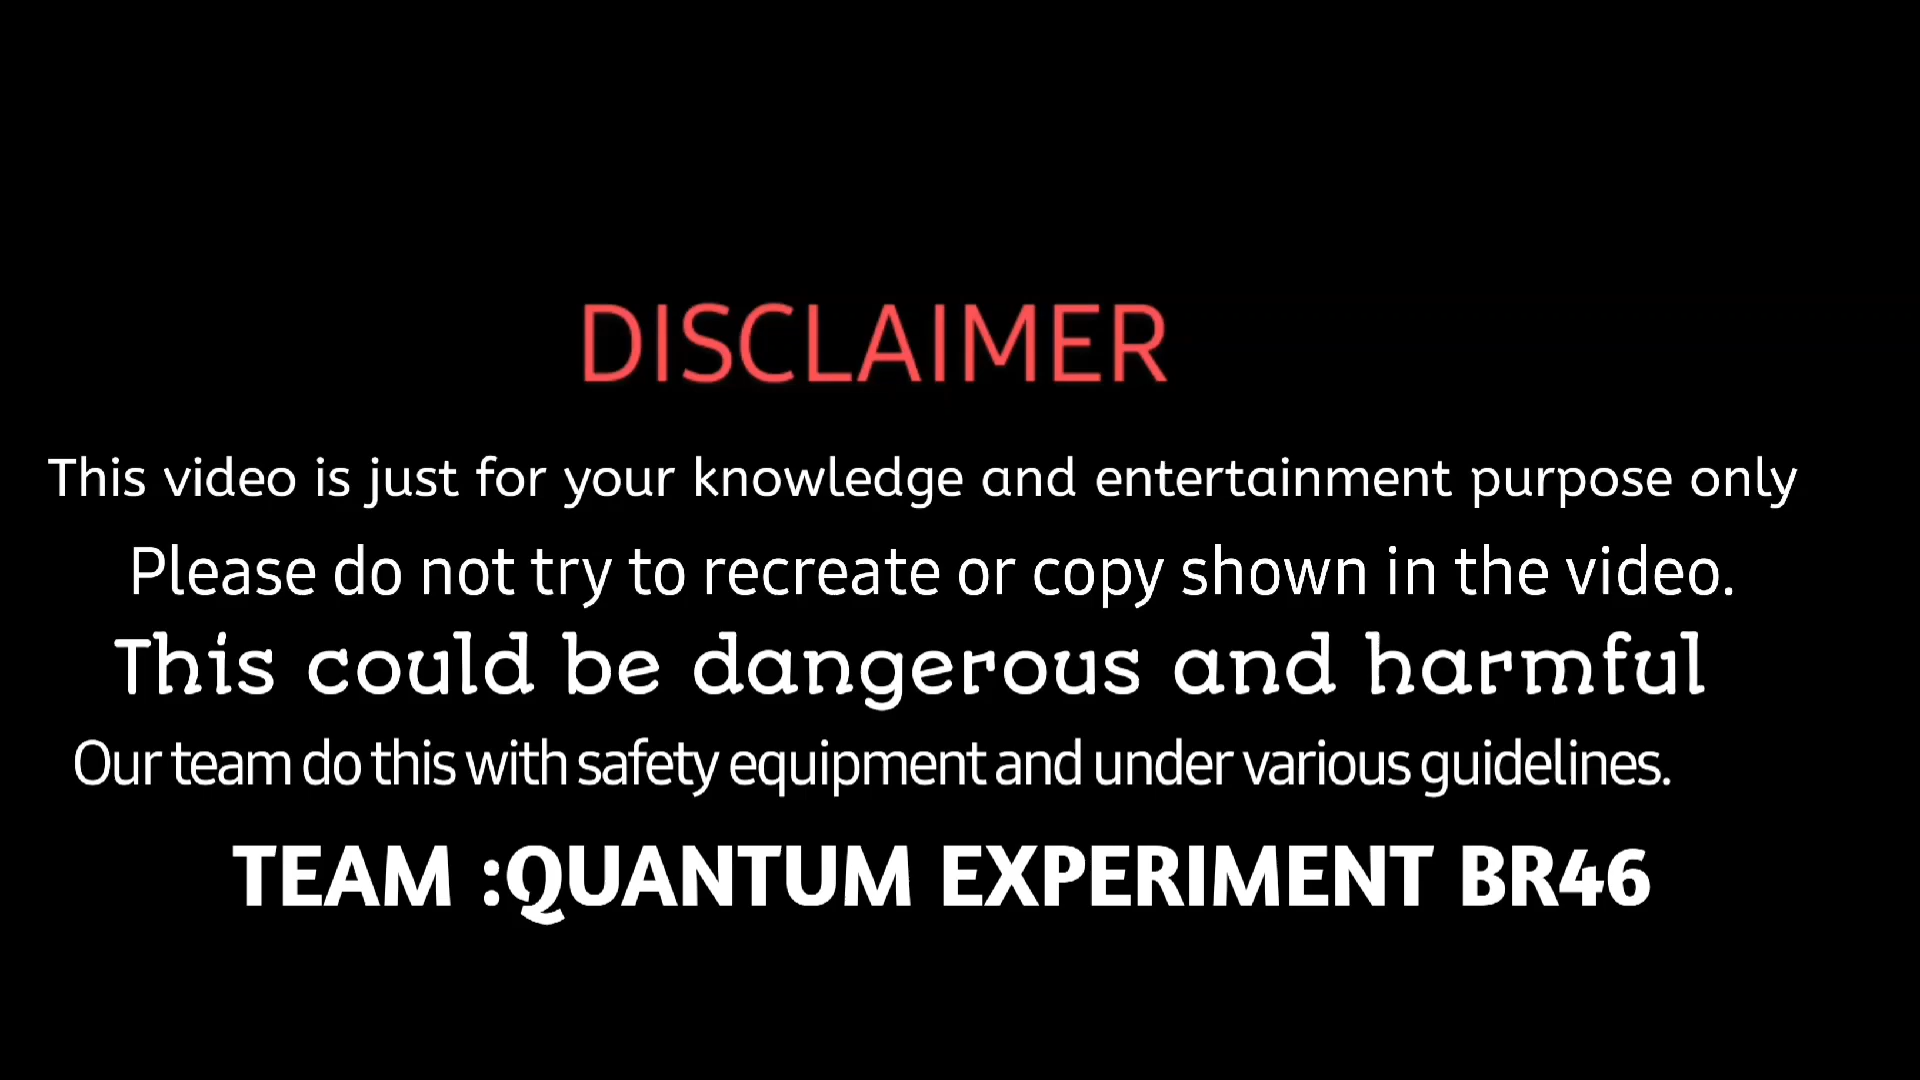 DISCLAIMER
This video is just for your knowledge and entertainment purpose only
Please do not try to recreate or copy shown in the video.
This could be dangerous and harmful
Our team do this with safety equipment and under various guidelines.
TEAM :QUANTUM EXPERIMENT BR46